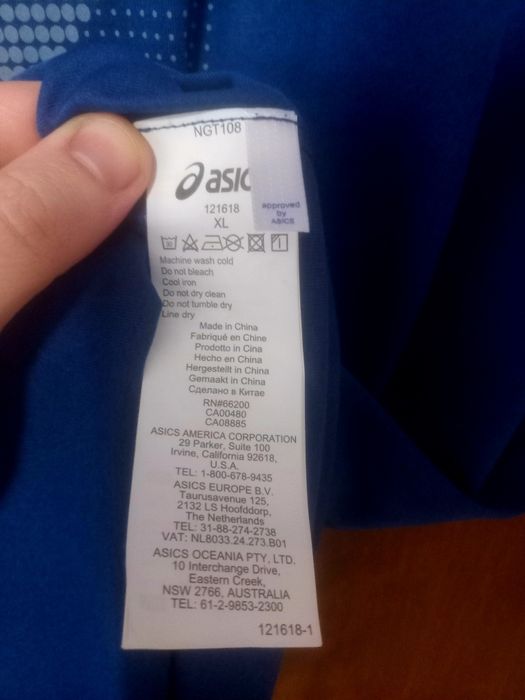 NGT108
asic
approved
by
ASICS
121618
XL
Machine wash cold
Do not bleach
Cool iron
Do not dry clean
Do not tumble dry
Line dry
Made in China
Fabriqué en Chine
Prodotto in Cina
Hecho en China
Hergestellt in China
Gemaakt in China
Сделано в Китае
RN#66200
CA00480
CA08885
ASICS AMERICA CORPORATION
29 Parker, Suite 100
Irvine, California 92618,
U.S.A.
TEL: 1-800-678-9435
ASICS EUROPE B.V.
Taurusavenue 125,
2132 LS Hoofddorp,
The Netherlands
TEL: 31-88-274-2738
VAT: NL8033.24.273.B01
ASICS OCEANIA PTY. LTD.
10 Interchange Drive,
Eastern Creek,
NSW 2766, AUSTRALIA
TEL: 61-2-9853-2300
121618-1